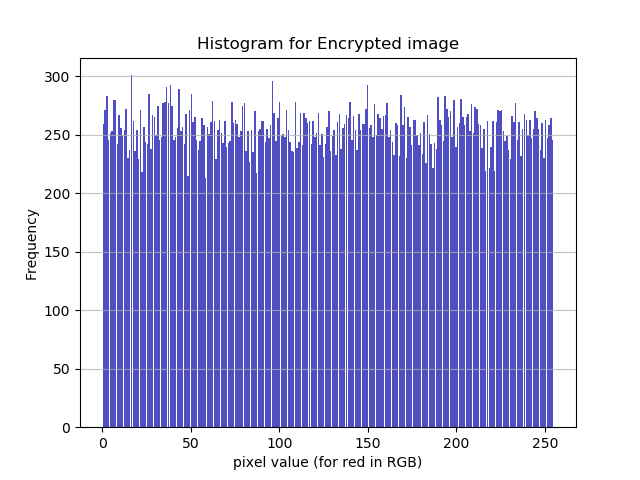 Histogram for Encrypted image
300
250
200
150
100
50
0
Frequency
0 50 100 150 200 250
pixel value (for red in RGB)